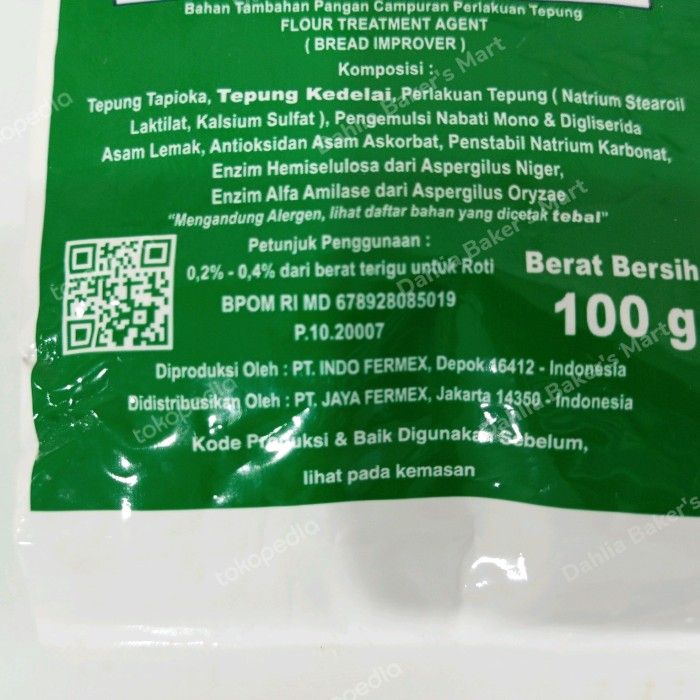 Bahan Tambahan Pangan Campuran Perlakuan Tepung
FLOUR TREATMENT AGENT
( BREAD IMPROVER )
Komposisi :
Tepung Tapioka, Tepung Kedelai, Perlakuan Tepung ( Natrium Stearoil
Laktilat, Kalsium Sulfat ), Pengemulsi Nabati Mono & Digliserida
Asam Lemak, Antioksidan Asam Askorbat, Penstabil Natrium Karbonat,
Enzim Hemiselulosa dari Aspergilus Niger,
Enzim Alfa Amilase dari Aspergilus Oryzae
"Mengandung Alergen, lihat daftar bahan yang dicetak tebal"
Petunjuk Penggunaan :
0,2% - 0,4% dari berat terigu untuk Roti
BPOM RI MD 678928085019
P.10.20007
Berat Bersih
100 g
Diproduksi Oleh : PT. INDO FERMEX, Depok 16412 - Indonesia
Didistribusikan Oleh : PT. JAYA FERMEX, Jakarta 14350 - Indonesia
Kode Produksi & Baik Digunakan Sebelum,
lihat pada kemasan
tokopedia
Dahlia Baker's Mart